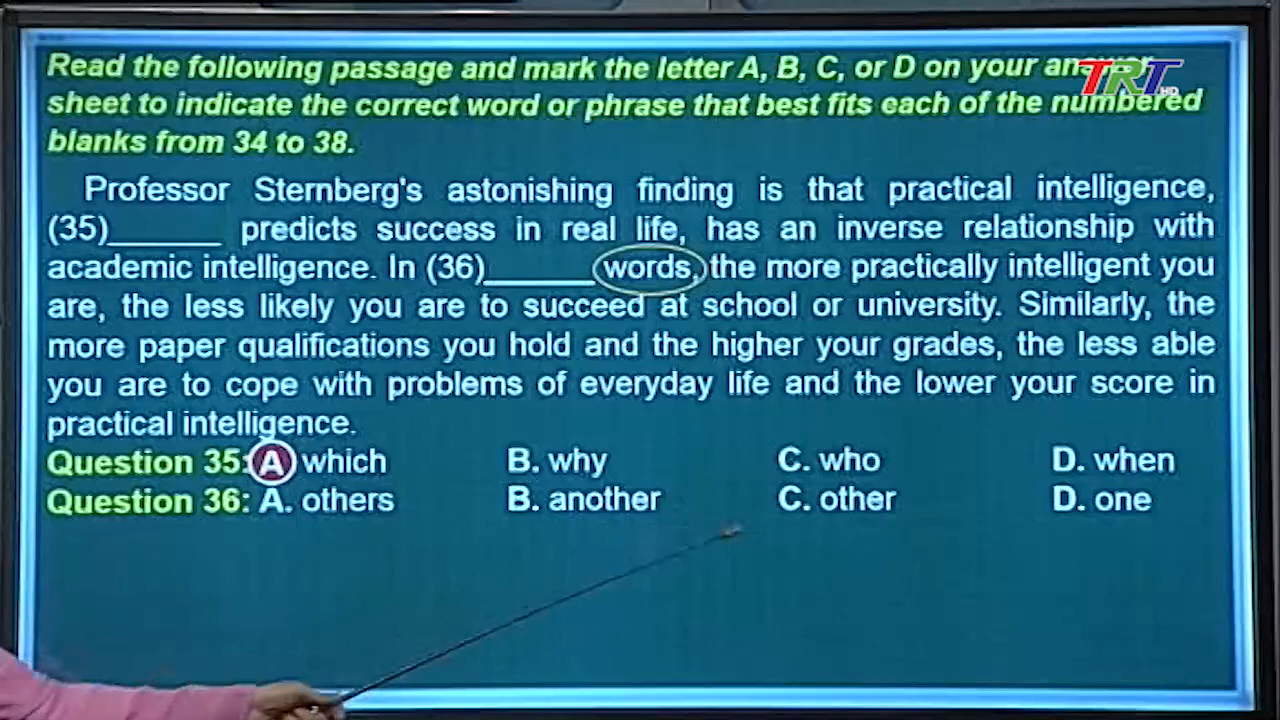 Read the following passage and mark the letter A, B, C, or D on your
TRT HD
sheet to indicate the correct word or phrase that best fits each of the numbered
blanks from 34 to 38.
Professor Sternberg's astonishing finding is that practical intelligence,
(35)_______ predicts success in real life, has an inverse relationship with
academic intelligence. In (36)_______ words, the more practically intelligent you
are, the less likely you are to succeed at school or university. Similarly, the
more paper qualifications you hold and the higher your grades, the less able
you are to cope with problems of everyday life and the lower your score in
practical intelligence.
Question 35: A which B. why C. who D. when
Question 36: A. others B. another C. other D. one